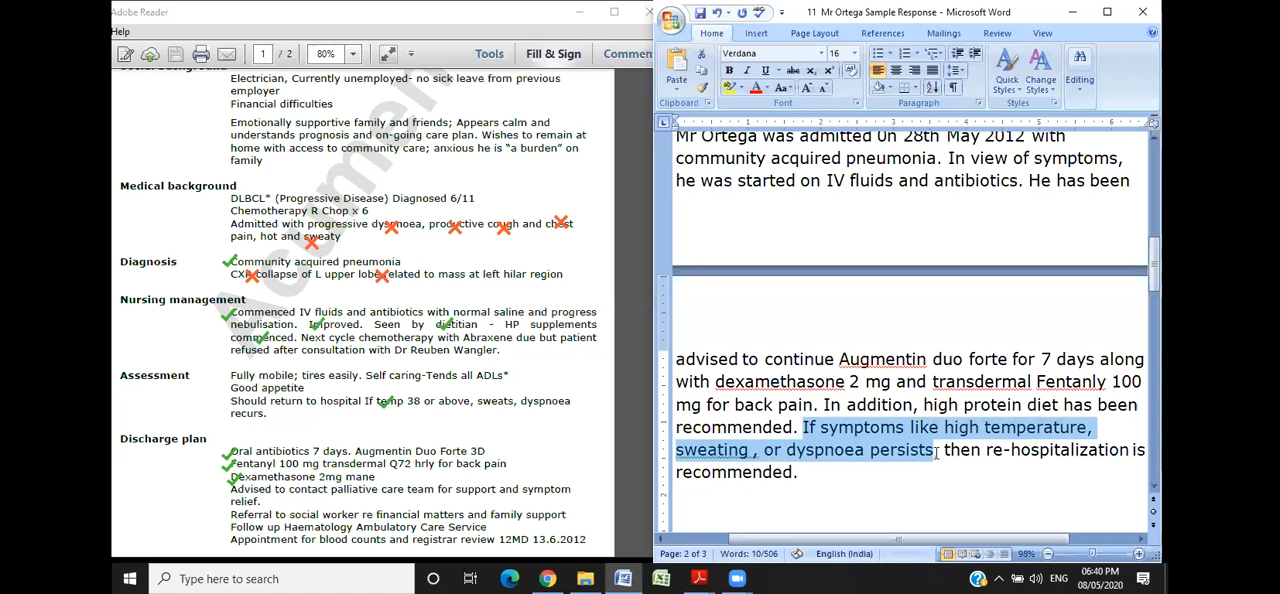 Adobe Reader
Help
1 / 2
80%
Tools
Fill & Sign
Commen
Electrician, Currently unemployed- on sick leave from previous
employer
Financial difficulties
Emotionally supportive family and friends; Appears calm and
understands prognosis and on-going care plan. Wishes to remain at
home with access to community care; anxious he is "a burden" on
family
Medical background
DLBCL* (Progressive Disease) Diagnosed 6/11
Chemotherapy R Chop x 6
Admitted with progressive dyspnoea, productive cough and chest
pain, hot and sweaty
Diagnosis
Community acquired pneumonia
CXR collapse of L upper lobe related to mass at left hilar region
Nursing management
Commenced IV fluids and antibiotics with normal saline and progress
nebulisation. Improved. Seen by dietitian - HP supplements
commenced. Next cycle chemotherapy with Abraxene due but patient
refused after consultation with Dr Reuben Wangler.
Assessment
Fully mobile; tires easily. Self caring-Tends all ADLs*
Good appetite
Should return to hospital If temp 38 or above, sweats, dyspnoea
recurs.
Discharge plan
Oral antibiotics 7 days. Augmentin Duo Forte 3D
Fentanyl 100 mg transdermal Q72 hrly for back pain
Dexamethasone 2mg mane
Advised to contact palliative care team for support and symptom
relief.
Referral to social worker re financial matters and family support
Follow up Haematology Ambulatory Care Service
Appointment for blood counts and registrar review 12MD 13.6.2012
11 Mr Ortega Sample Response - Microsoft Word
Home
Insert
Page Layout
References
Mailings
Review
View
Verdana
16
Paste
Quick Styles
Change Styles
Editing
Clipboard
Font
Paragraph
Styles
Mr Ortega was admitted 0n 28th May 2012 with
community acquired pneumonia. In view of symptoms,
he was started on IV fluids and antibiotics. He has been
advised to continue Augmentin duo forte for 7 days along
with dexamethasone 2 mg and transdermal Fentanly 100
mg for back pain. In addition, high protein diet has been
recommended. If symptoms like high temperature,
sweating , or dyspnoea persists, then re-hospitalization is
recommended.
Page: 2 of 3
Words: 10/506
English (India)
98%
Type here to search
ENG
06:40 PM
08/05/2020